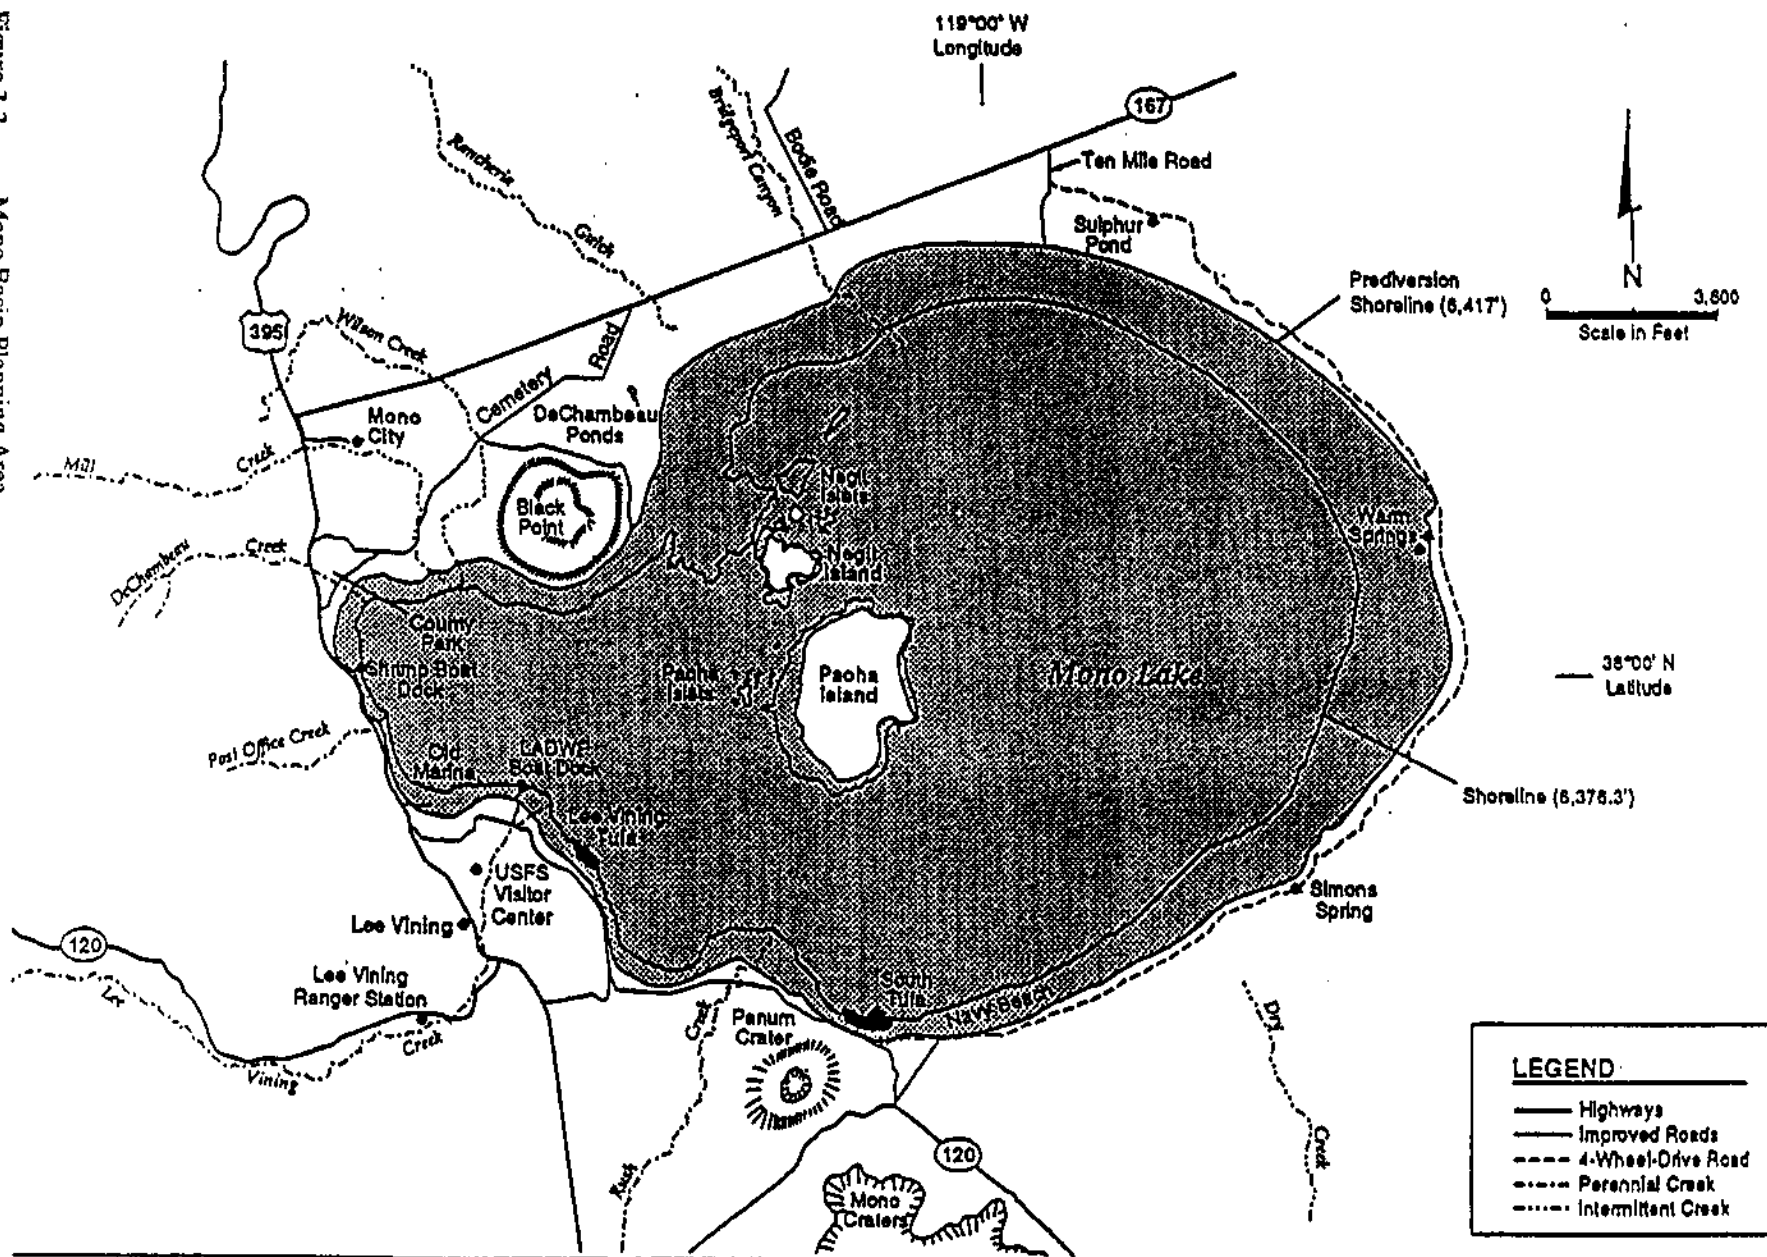 119°00' W
Longitude
167
Ten Mile Road
Bodie Road
Bridgeport Canyon
Rancheria
Gulch
Sulphur
Pond
Prediversion
Shoreline (6,417')
N
0 3,600
Scale in Feet
395
Wilson Creek
Cemetery
Road
Mono
City
DeChambeau
Ponds
Mill
Creek
Black
Point
Negit
Islets
Negit
Island
Warm
Springs
DeChambeau
Creek
County
Park
Shrimp Boat
Dock
Paoha
Islets
Paoha
Island
Mono Lake
38°00' N
Latitude
Post Office Creek
Old
Marina
LADWP
Boat Dock
Lee Vining
Tufa
Shoreline (6,376.3')
USFS
Visitor
Center
Lee Vining
Simons
Spring
120
Lee Vining
Ranger Station
Lee
Vining
Creek
South
Tufa
Navy Beach
Panum
Crater
Rush
Creek
Dry
Creek
120
Mono
Craters
LEGEND
Highways
Improved Roads
4-Wheel-Drive Road
Perennial Creek
Intermittent Creek
Mono Basin Planning Area